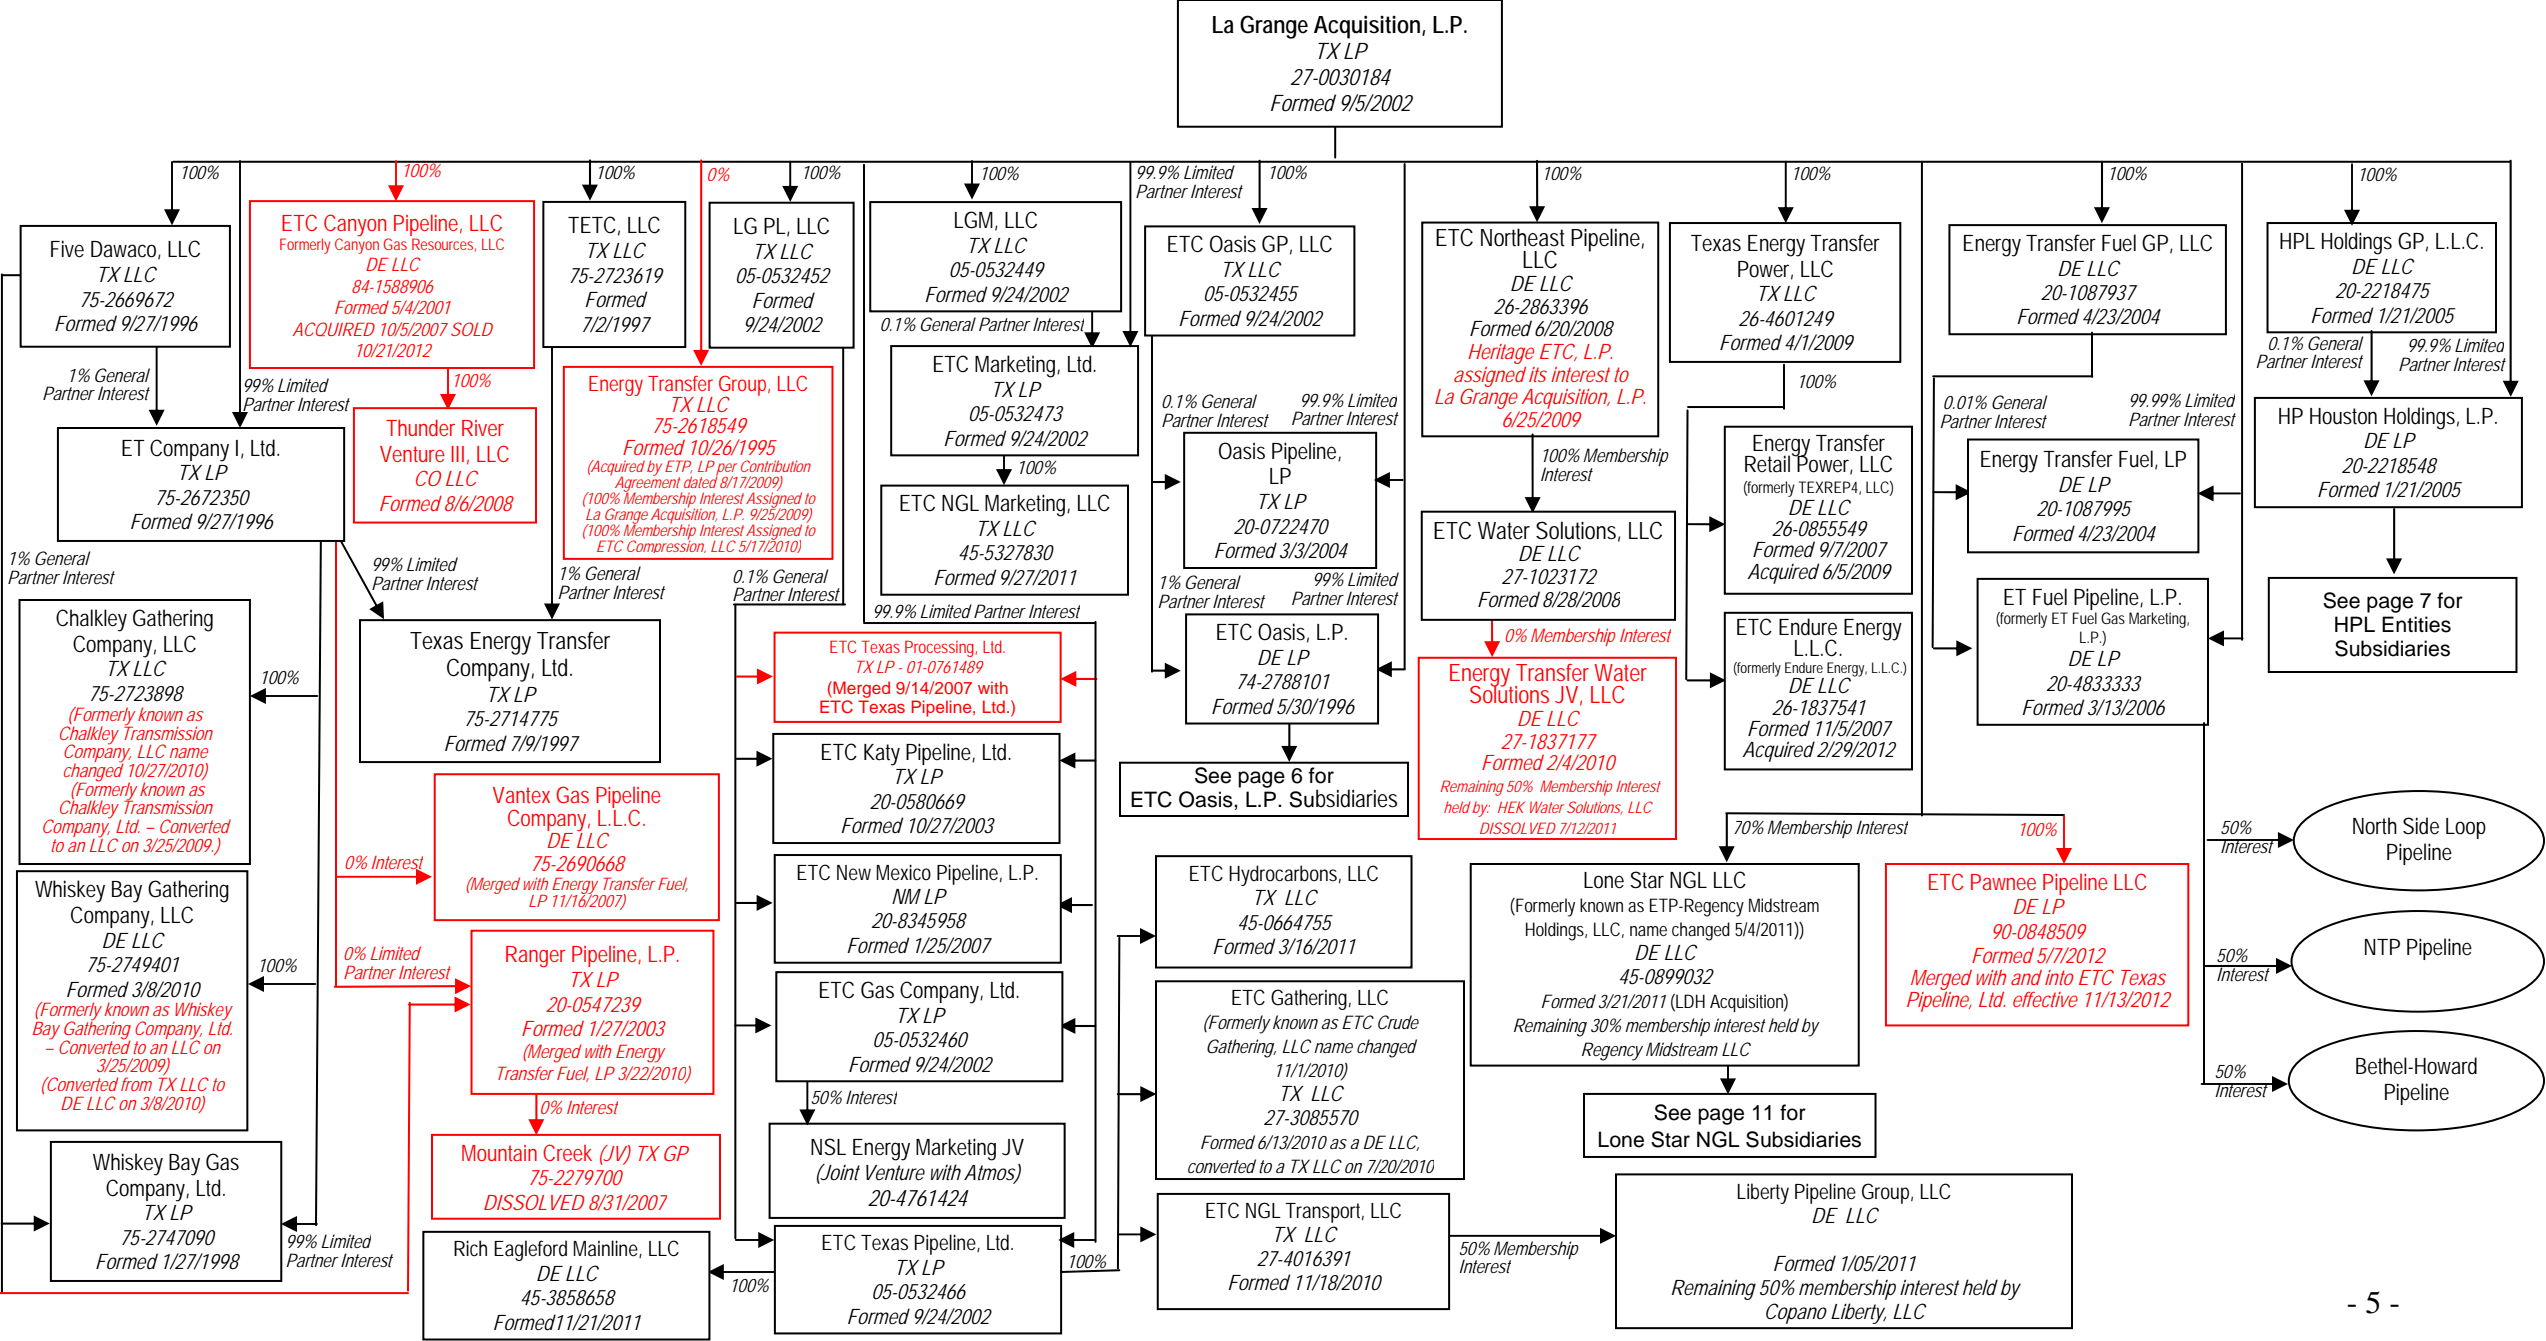 La Grange Acquisition, L.P.
TX LP
27-0030184
Formed 9/5/2002
100%
100%
100%
0%
100%
100%
99.9% Limited
Partner Interest
100%
100%
100%
100%
100%
Five Dawaco, LLC
TX LLC
75-2669672
Formed 9/27/1996
ETC Canyon Pipeline, LLC
Formerly Canyon Gas Resources, LLC
DE LLC
84-1588906
Formed 5/4/2001
ACQUIRED 10/5/2007 SOLD
10/21/2012
TETC, LLC
TX LLC
75-2723619
Formed
7/2/1997
LG PL, LLC
TX LLC
05-0532452
Formed
9/24/2002
LGM, LLC
TX LLC
05-0532449
Formed 9/24/2002
ETC Oasis GP, LLC
TX LLC
05-0532455
Formed 9/24/2002
ETC Northeast Pipeline,
LLC
DE LLC
26-2863396
Formed 6/20/2008
Heritage ETC, L.P.
assigned its interest to
La Grange Acquisition, L.P.
6/25/2009
Texas Energy Transfer
Power, LLC
TX LLC
26-4601249
Formed 4/1/2009
Energy Transfer Fuel GP, LLC
DE LLC
20-1087937
Formed 4/23/2004
HPL Holdings GP, L.L.C.
DE LLC
20-2218475
Formed 1/21/2005
1% General
Partner Interest
99% Limited
Partner Interest
100%
0.1% General Partner Interest
0.1% General
Partner Interest
99.9% Limited
Partner Interest
100%
0.01% General
Partner Interest
99.99% Limited
Partner Interest
0.1% General
Partner Interest
99.9% Limited
Partner Interest
ET Company I, Ltd.
TX LP
75-2672350
Formed 9/27/1996
Thunder River
Venture III, LLC
CO LLC
Formed 8/6/2008
Energy Transfer Group, LLC
TX LLC
75-2618549
Formed 10/26/1995
(Acquired by ETP, LP per Contribution
Agreement dated 8/17/2009)
(100% Membership Interest Assigned to
La Grange Acquisition, L.P. 9/25/2009)
(100% Membership Interest Assigned to
ETC Compression, LLC 5/17/2010)
ETC Marketing, Ltd.
TX LP
05-0532473
Formed 9/24/2002
100%
ETC NGL Marketing, LLC
TX LLC
45-5327830
Formed 9/27/2011
Oasis Pipeline,
LP
TX LP
20-0722470
Formed 3/3/2004
100% Membership
Interest
ETC Water Solutions, LLC
DE LLC
27-1023172
Formed 8/28/2008
Energy Transfer
Retail Power, LLC
(formerly TEXREP4, LLC)
DE LLC
26-0855549
Formed 9/7/2007
Acquired 6/5/2009
Energy Transfer Fuel, LP
DE LP
20-1087995
Formed 4/23/2004
HP Houston Holdings, L.P.
DE LP
20-2218548
Formed 1/21/2005
1% General
Partner Interest
99% Limited
Partner Interest
1% General
Partner Interest
0.1% General
Partner Interest
99.9% Limited Partner Interest
1% General
Partner Interest
99% Limited
Partner Interest
0% Membership Interest
Chalkley Gathering
Company, LLC
TX LLC
75-2723898
(Formerly known as
Chalkley Transmission
Company, LLC name
changed 10/27/2010)
(Formerly known as
Chalkley Transmission
Company, Ltd. – Converted
to an LLC on 3/25/2009.)
100%
Texas Energy Transfer
Company, Ltd.
TX LP
75-2714775
Formed 7/9/1997
ETC Texas Processing, Ltd.
TX LP - 01-0761489
(Merged 9/14/2007 with
ETC Texas Pipeline, Ltd.)
ETC Oasis, L.P.
DE LP
74-2788101
Formed 5/30/1996
See page 6 for
ETC Oasis, L.P. Subsidiaries
Energy Transfer Water
Solutions JV, LLC
DE LLC
27-1837177
Formed 2/4/2010
Remaining 50% Membership Interest
held by: HEK Water Solutions, LLC
DISSOLVED 7/12/2011
ETC Endure Energy
L.L.C.
(formerly Endure Energy, L.L.C.)
DE LLC
26-1837541
Formed 11/5/2007
Acquired 2/29/2012
ET Fuel Pipeline, L.P.
(formerly ET Fuel Gas Marketing,
L.P.)
DE LP
20-4833333
Formed 3/13/2006
See page 7 for
HPL Entities
Subsidiaries
ETC Katy Pipeline, Ltd.
TX LP
20-0580669
Formed 10/27/2003
Vantex Gas Pipeline
Company, L.L.C.
DE LLC
75-2690668
(Merged with Energy Transfer Fuel,
LP 11/16/2007)
0% Interest
70% Membership Interest
100%
50%
Interest
North Side Loop
Pipeline
Whiskey Bay Gathering
Company, LLC
DE LLC
75-2749401
Formed 3/8/2010
(Formerly known as Whiskey
Bay Gathering Company, Ltd.
– Converted to an LLC on
3/25/2009)
(Converted from TX LLC to
DE LLC on 3/8/2010)
100%
0% Limited
Partner Interest
Ranger Pipeline, L.P.
TX LP
20-0547239
Formed 1/27/2003
(Merged with Energy
Transfer Fuel, LP 3/22/2010)
ETC New Mexico Pipeline, L.P.
NM LP
20-8345958
Formed 1/25/2007
ETC Gas Company, Ltd.
TX LP
05-0532460
Formed 9/24/2002
ETC Hydrocarbons, LLC
TX LLC
45-0664755
Formed 3/16/2011
ETC Gathering, LLC
(Formerly known as ETC Crude
Gathering, LLC name changed
11/1/2010)
TX LLC
27-3085570
Formed 6/13/2010 as a DE LLC,
converted to a TX LLC on 7/20/2010
Lone Star NGL LLC
(Formerly known as ETP-Regency Midstream
Holdings, LLC, name changed 5/4/2011))
DE LLC
45-0899032
Formed 3/21/2011 (LDH Acquisition)
Remaining 30% membership interest held by
Regency Midstream LLC
ETC Pawnee Pipeline LLC
DE LP
90-0848509
Formed 5/7/2012
Merged with and into ETC Texas
Pipeline, Ltd. effective 11/13/2012
50%
Interest
NTP Pipeline
50%
Interest
Bethel-Howard
Pipeline
0% Interest
50% Interest
See page 11 for
Lone Star NGL Subsidiaries
Mountain Creek (JV) TX GP
75-2279700
DISSOLVED 8/31/2007
NSL Energy Marketing JV
(Joint Venture with Atmos)
20-4761424
Whiskey Bay Gas
Company, Ltd.
TX LP
75-2747090
Formed 1/27/1998
99% Limited
Partner Interest
Rich Eagleford Mainline, LLC
DE LLC
45-3858658
Formed11/21/2011
100%
ETC Texas Pipeline, Ltd.
TX LP
05-0532466
Formed 9/24/2002
100%
ETC NGL Transport, LLC
TX LLC
27-4016391
Formed 11/18/2010
50% Membership
Interest
Liberty Pipeline Group, LLC
DE LLC
Formed 1/05/2011
Remaining 50% membership interest held by
Copano Liberty, LLC
- 5 -